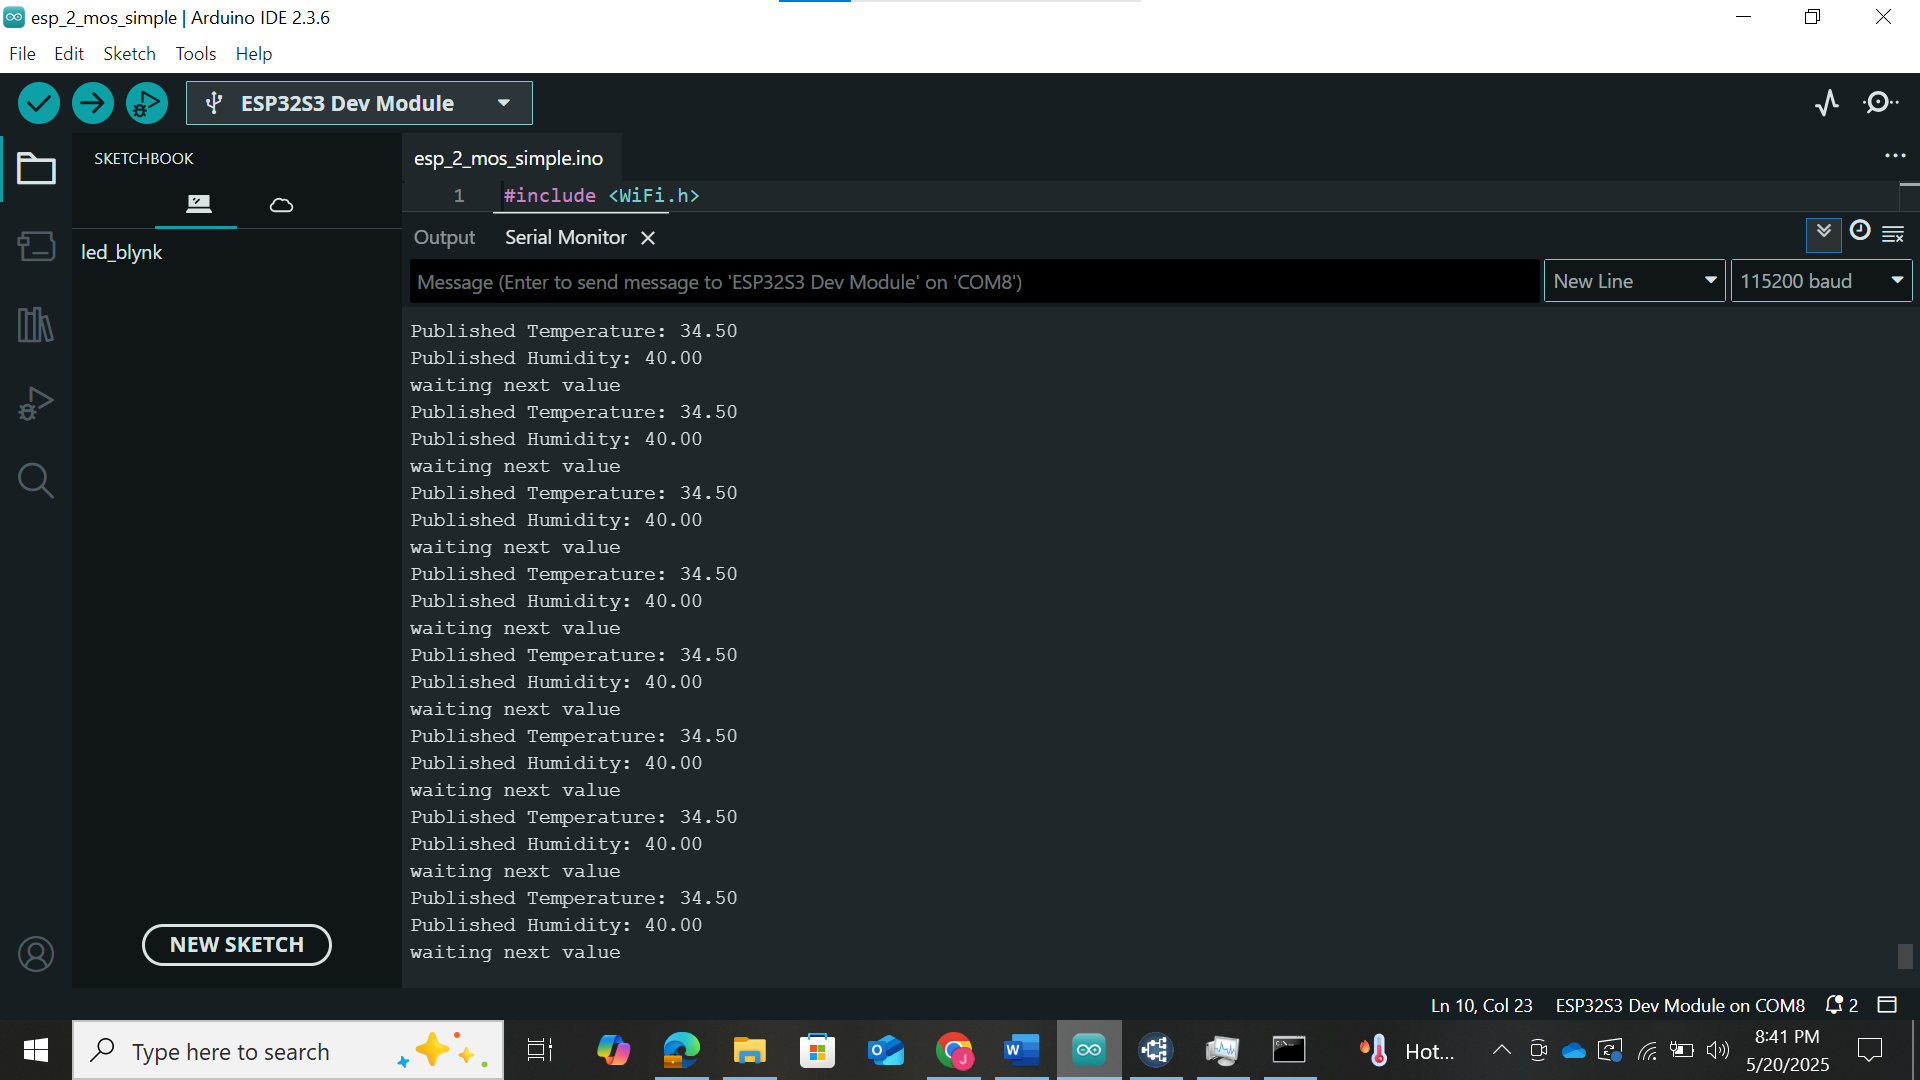 esp_2_mos_simple | Arduino IDE 2.3.6
File Edit Sketch Tools Help
ESP32S3 Dev Module
SKETCHBOOK
led_blynk
NEW SKETCH
esp_2_mos_simple.ino
1 #include <WiFi.h>
Output Serial Monitor
Message (Enter to send message to 'ESP32S3 Dev Module' on 'COM8')
New Line
115200 baud
Published Temperature: 34.50
Published Humidity: 40.00
waiting next value
Published Temperature: 34.50
Published Humidity: 40.00
waiting next value
Published Temperature: 34.50
Published Humidity: 40.00
waiting next value
Published Temperature: 34.50
Published Humidity: 40.00
waiting next value
Published Temperature: 34.50
Published Humidity: 40.00
waiting next value
Published Temperature: 34.50
Published Humidity: 40.00
waiting next value
Published Temperature: 34.50
Published Humidity: 40.00
waiting next value
Published Temperature: 34.50
Published Humidity: 40.00
waiting next value
Ln 10, Col 23 ESP32S3 Dev Module on COM8 2
Type here to search
Hot...
8:41 PM
5/20/2025